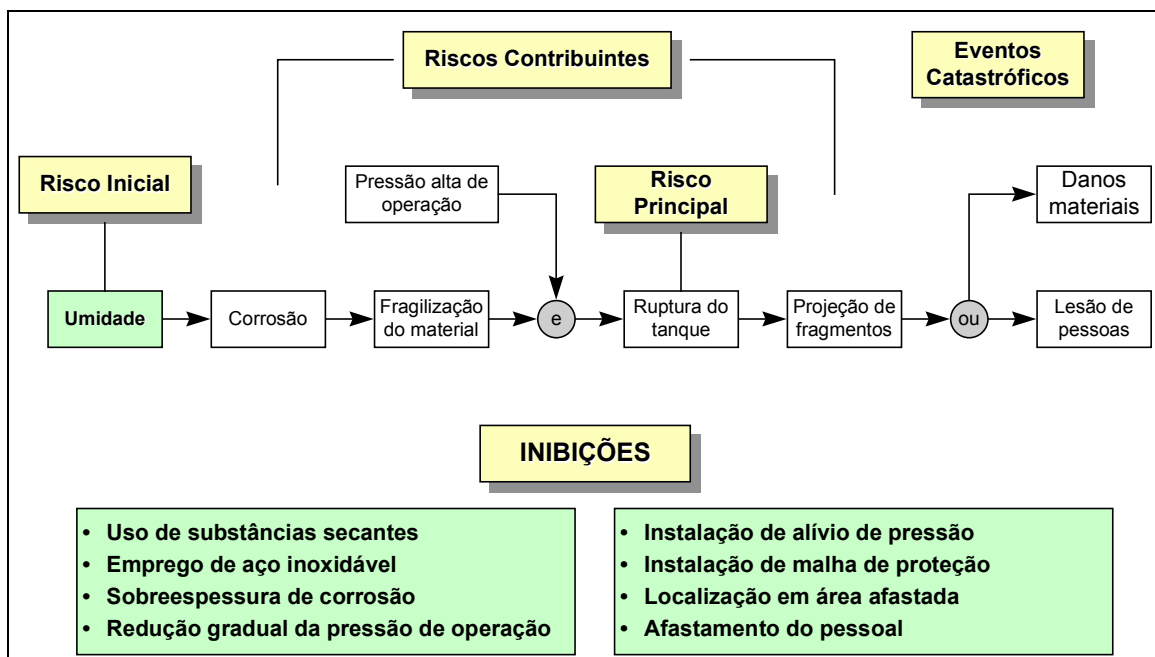 Riscos Contribuintes
Eventos
Catastróficos
Risco Inicial
Pressão alta de
operação
Risco
Principal
Danos
materiais
Umidade
Corrosão
Fragilização
do material
e
Ruptura do
tanque
Projeção de
fragmentos
ou
Lesão de
pessoas
INIBIÇÕES
• Uso de substâncias secantes
• Emprego de aço inoxidável
• Sobreespessura de corrosão
• Redução gradual da pressão de operação
• Instalação de alívio de pressão
• Instalação de malha de proteção
• Localização em área afastada
• Afastamento do pessoal